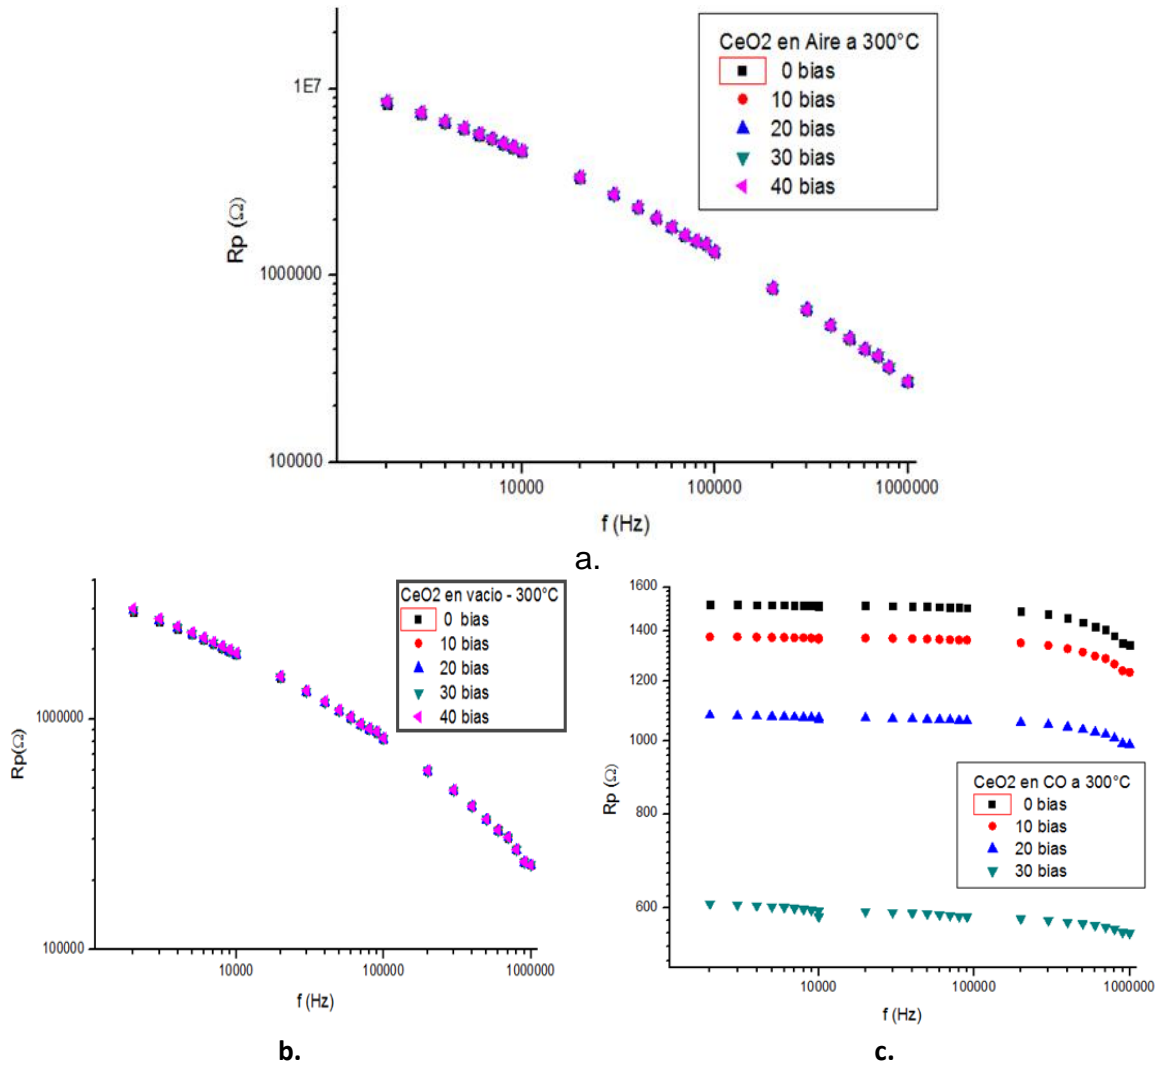 CeO2 en Aire a 300°C
0 bias
10 bias
20 bias
30 bias
40 bias
1E7
1000000
100000
Rp (Ω)
10000
100000
1000000
f (Hz)
a.
CeO2 en vacio - 300°C
0 bias
10 bias
20 bias
30 bias
40 bias
1000000
100000
Rp(Ω)
10000
100000
1000000
f (Hz)
b.
1600
1400
1200
1000
800
600
Rp (Ω)
CeO2 en CO a 300°C
0 bias
10 bias
20 bias
30 bias
10000
100000
1000000
f (Hz)
c.